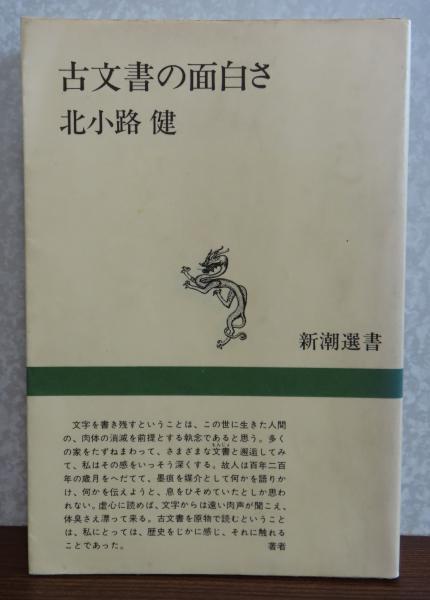 古文書の面白さ
北小路 健
新潮選書
文字を書き残すということは、この世に生きた人間
の、肉体の消滅を前提とする執念であると思う。多く
の家をたずねまわって、さまざまな文書と邂逅してみ
もんじょ
て、私はその感をいっそう深くする。故人は百年二百
年の歳月をへだてて、墨痕を媒介として何かを語りか
け、何かを伝えようと、息をひそめていたとしか思わ
れない。虚心に読めば、文字からは遠い肉声が聞こえ、
体臭さえ漂って来る。古文書を原物で読むということ
は、私にとっては、歴史をじかに感じ、それに触れる
ことであった。 著者